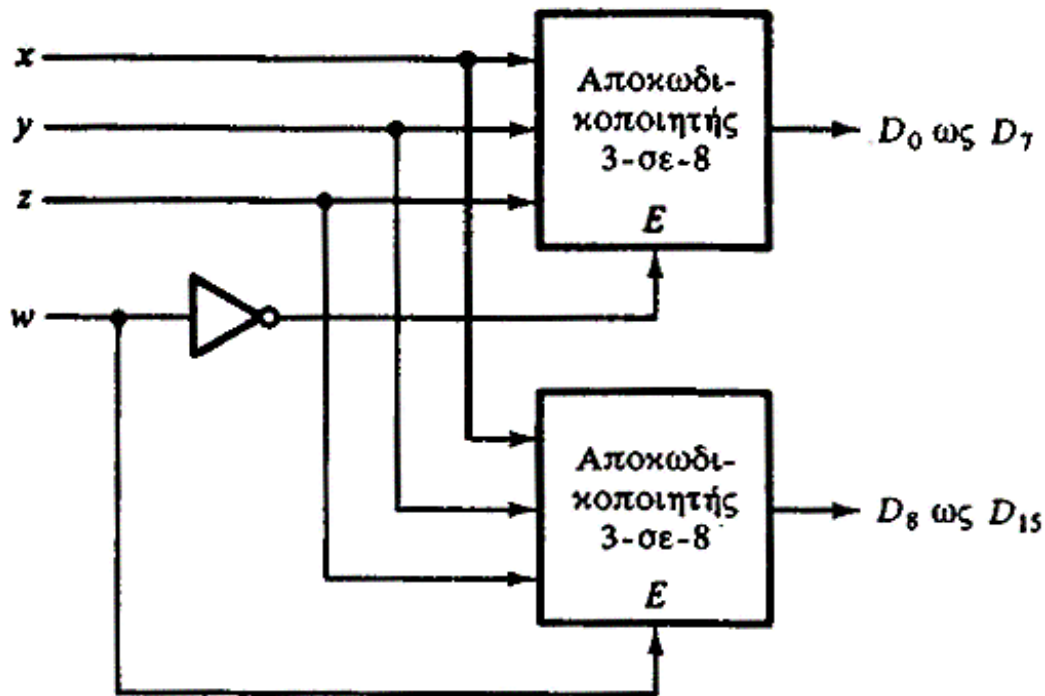 x
y
z
w
Αποκωδι-
κοποιητής
3-σε-8
E
D₀ ως D₇
Αποκωδι-
κοποιητής
3-σε-8
E
D₈ ως D₁₅